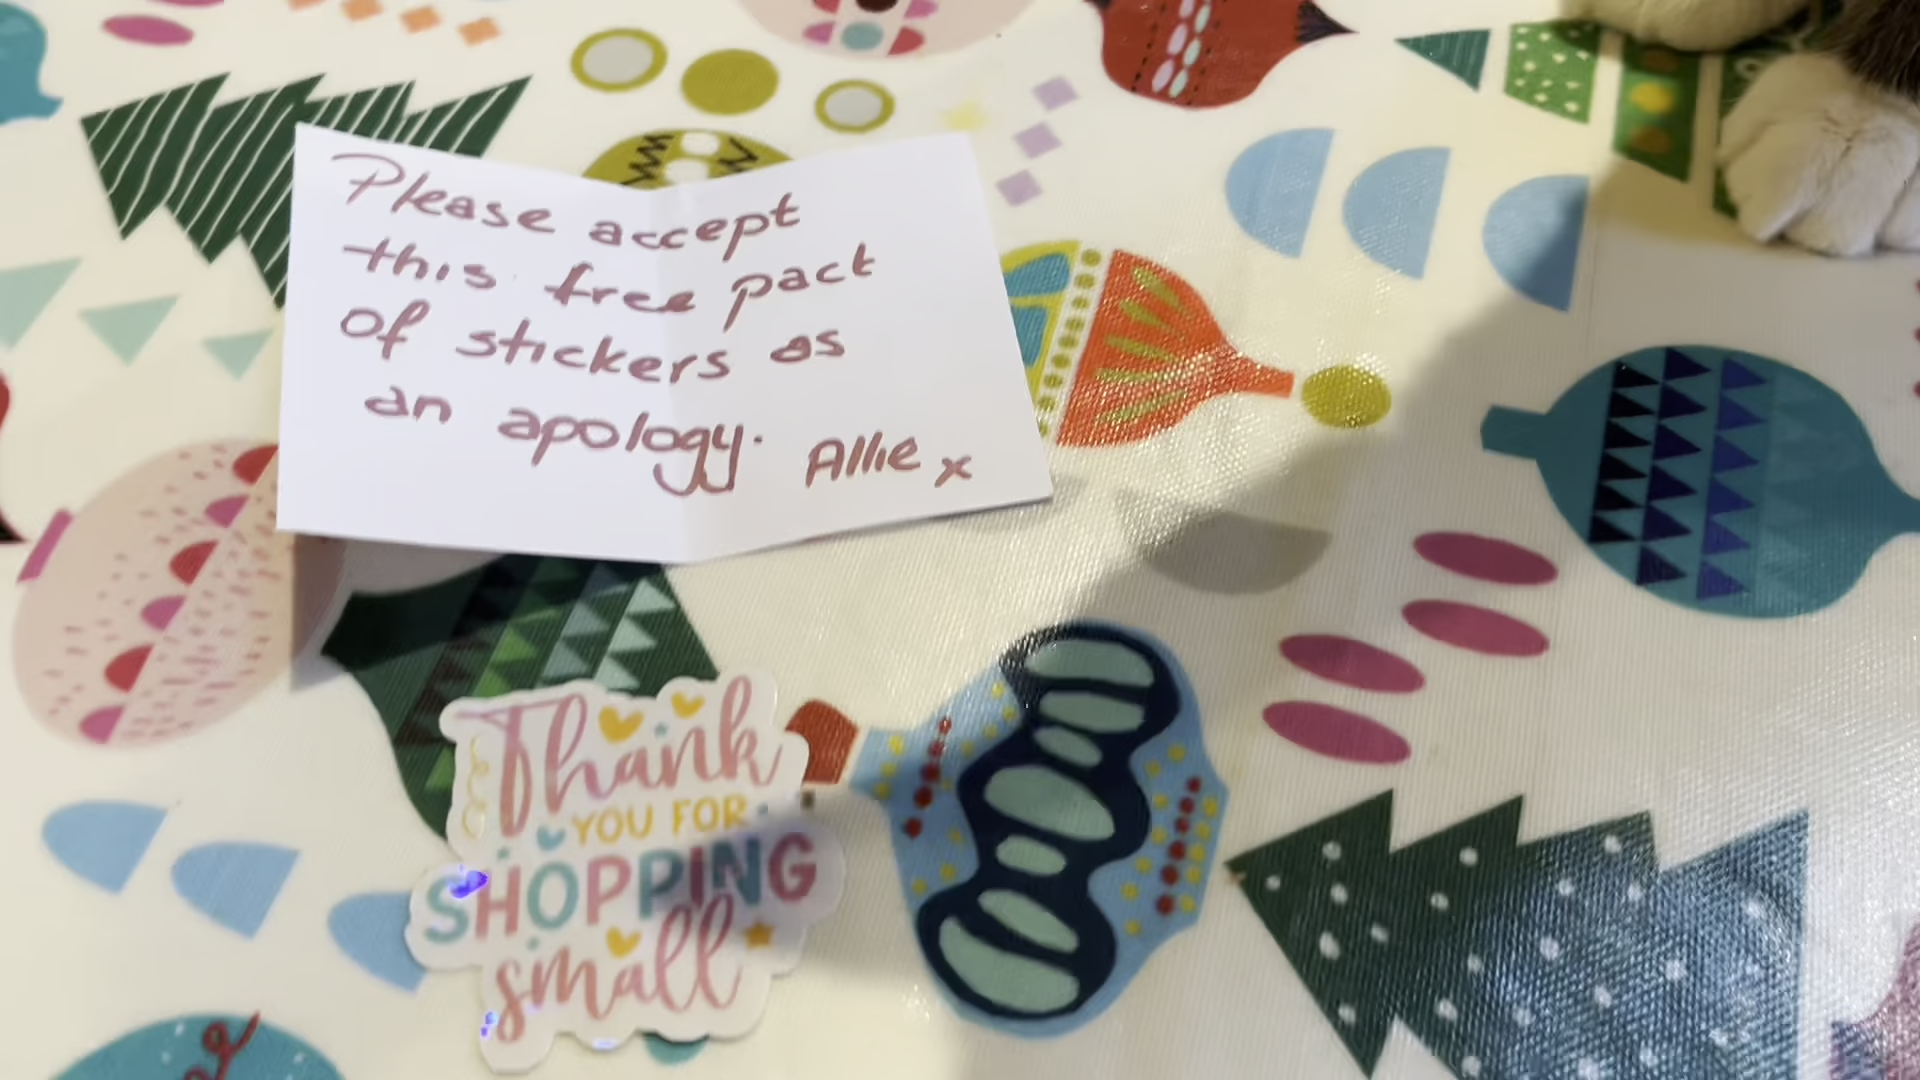 Please accept
this free pact
of stickers as
an apology. Allie x
Thank
YOU FOR
SHOPPING
small